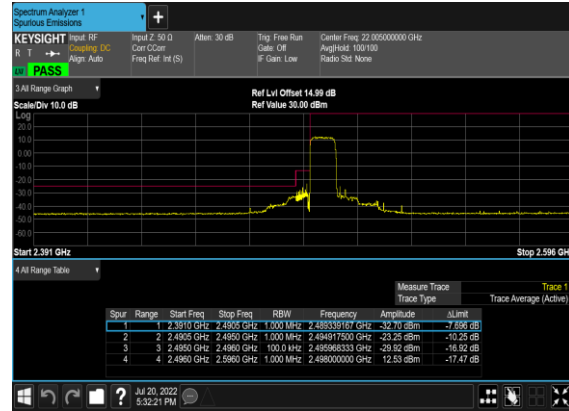 Spectrum Analyzer 1
Spurious Emissions
KEYSIGHT Input: RF Input Z: 50 Ω Atten: 30 dB Trig: Free Run Center Freq: 22.005000000 GHz
R T Coupling: DC Corr CCorr Gate: Off Avg|Hold: 100/100
Align: Auto Freq Ref: Int (S) IF Gain: Low Radio Std: None
PASS
3 All Range Graph
Ref Lvl Offset 14.99 dB
Scale/Div 10.0 dB Ref Value 30.00 dBm
Log
20.0
10.0
0.00
-10.0
-20.0
-30.0
-40.0
-50.0
-60.0
Start 2.391 GHz Stop 2.596 GH
4 All Range Table
Measure Trace Trace 1
Trace Type Trace Average (Active)
Spur Range Start Freq Stop Freq RBW Frequency Amplitude ΔLimit
1 1 2.3910 GHz 2.4905 GHz 1.000 MHz 2.489339167 GHz -32.70 dBm -7.696 dB
2 2 2.4905 GHz 2.4950 GHz 1.000 MHz 2.494917500 GHz -23.25 dBm -10.25 dB
3 3 2.4950 GHz 2.4960 GHz 100.0 kHz 2.495968333 GHz -29.92 dBm -16.92 dB
4 4 2.4960 GHz 2.5960 GHz 1.000 MHz 2.498000000 GHz 12.53 dBm -17.47 dB
Jul 20, 2022
5:32:21 PM